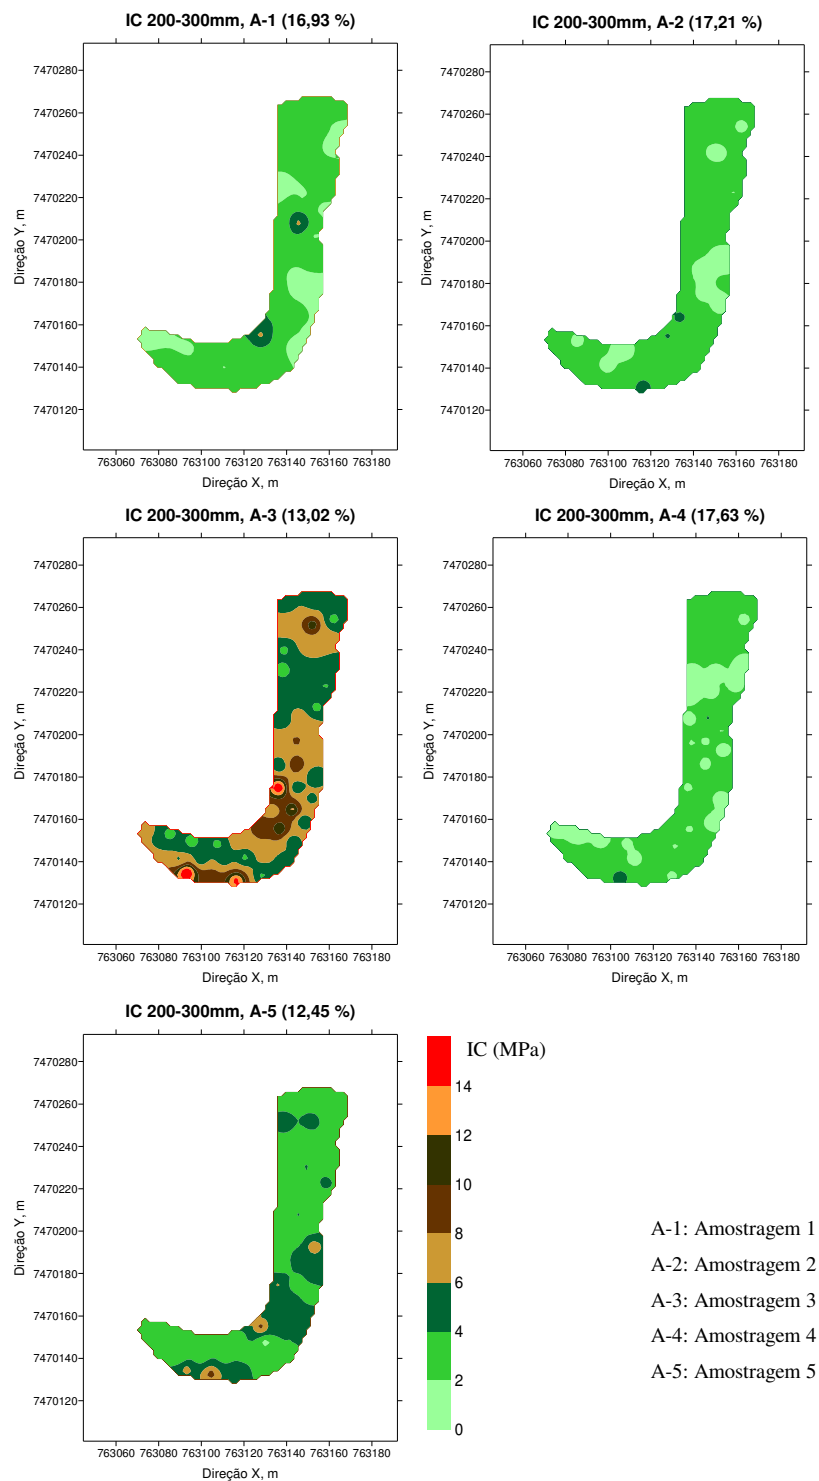 IC 200-300mm, A-1 (16,93 %)
7470280
7470260
7470240
7470220
7470200
7470180
7470160
7470140
7470120
Direção Y, m
763060 763080 763100 763120 763140 763160 763180
Direção X, m
IC 200-300mm, A-2 (17,21 %)
7470280
7470260
7470240
7470220
7470200
7470180
7470160
7470140
7470120
Direção Y, m
763060 763080 763100 763120 763140 763160 763180
Direção X, m
IC 200-300mm, A-3 (13,02 %)
7470280
7470260
7470240
7470220
7470200
7470180
7470160
7470140
7470120
Direção Y, m
763060 763080 763100 763120 763140 763160 763180
Direção X, m
IC 200-300mm, A-4 (17,63 %)
7470280
7470260
7470240
7470220
7470200
7470180
7470160
7470140
7470120
Direção Y, m
763060 763080 763100 763120 763140 763160 763180
Direção X, m
IC 200-300mm, A-5 (12,45 %)
7470280
7470260
7470240
7470220
7470200
7470180
7470160
7470140
7470120
Direção Y, m
763060 763080 763100 763120 763140 763160 763180
Direção X, m
IC (MPa)
14
12
10
8
6
4
2
0
A-1: Amostragem 1
A-2: Amostragem 2
A-3: Amostragem 3
A-4: Amostragem 4
A-5: Amostragem 5